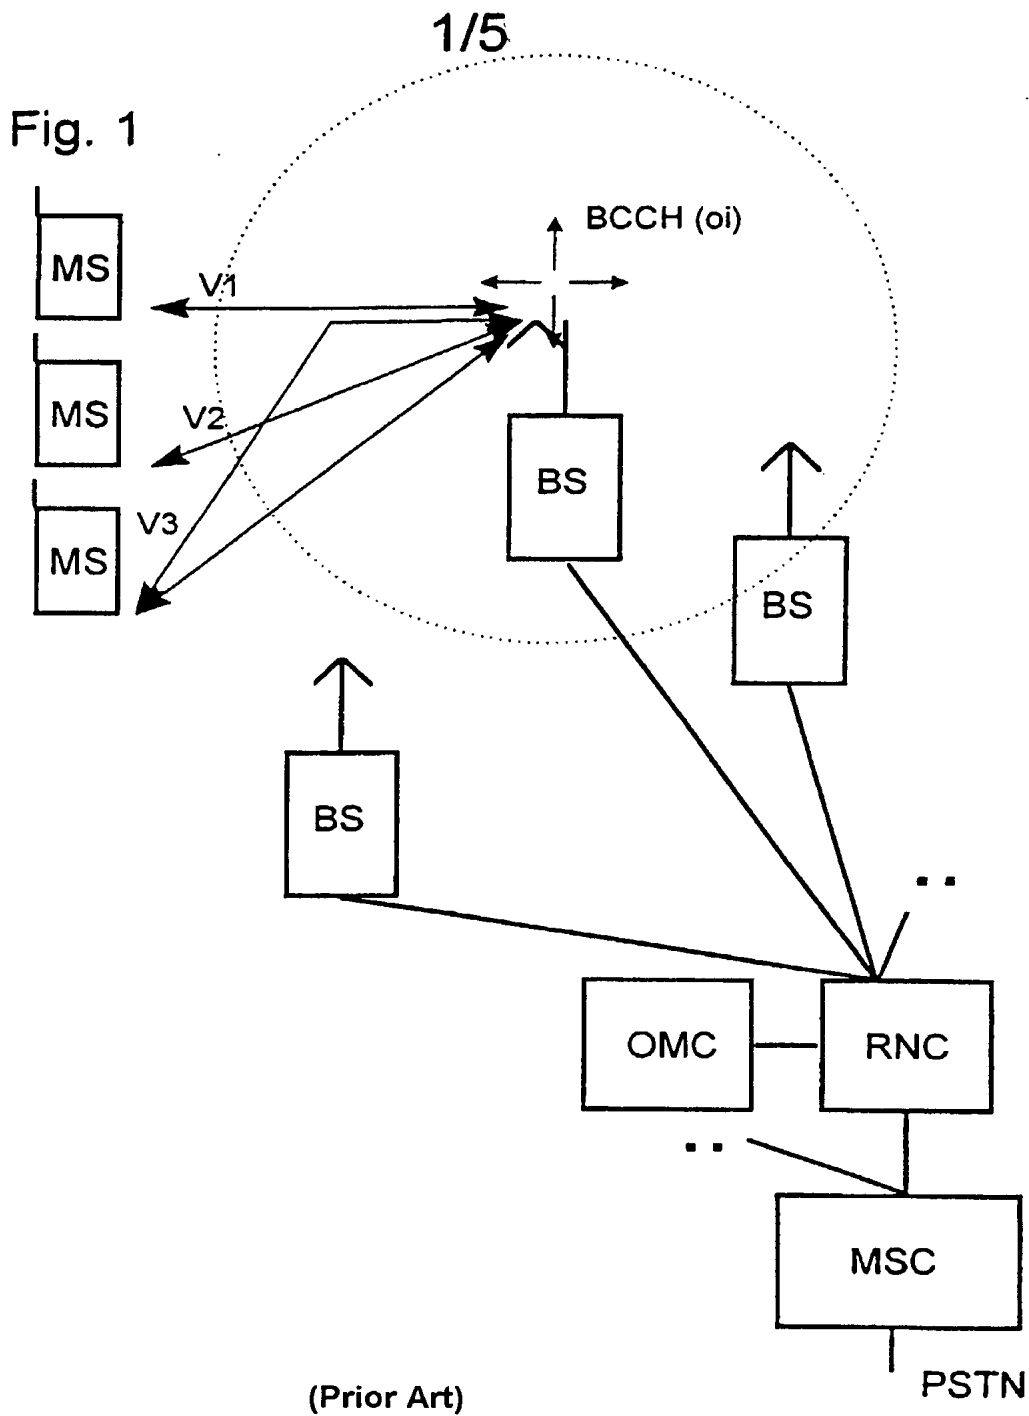 1/5
Fig. 1
BCCH (oi)
MS
V1
MS
V2
BS
V3
MS
BS
BS
. .
OMC
RNC
. .
MSC
PSTN
(Prior Art)